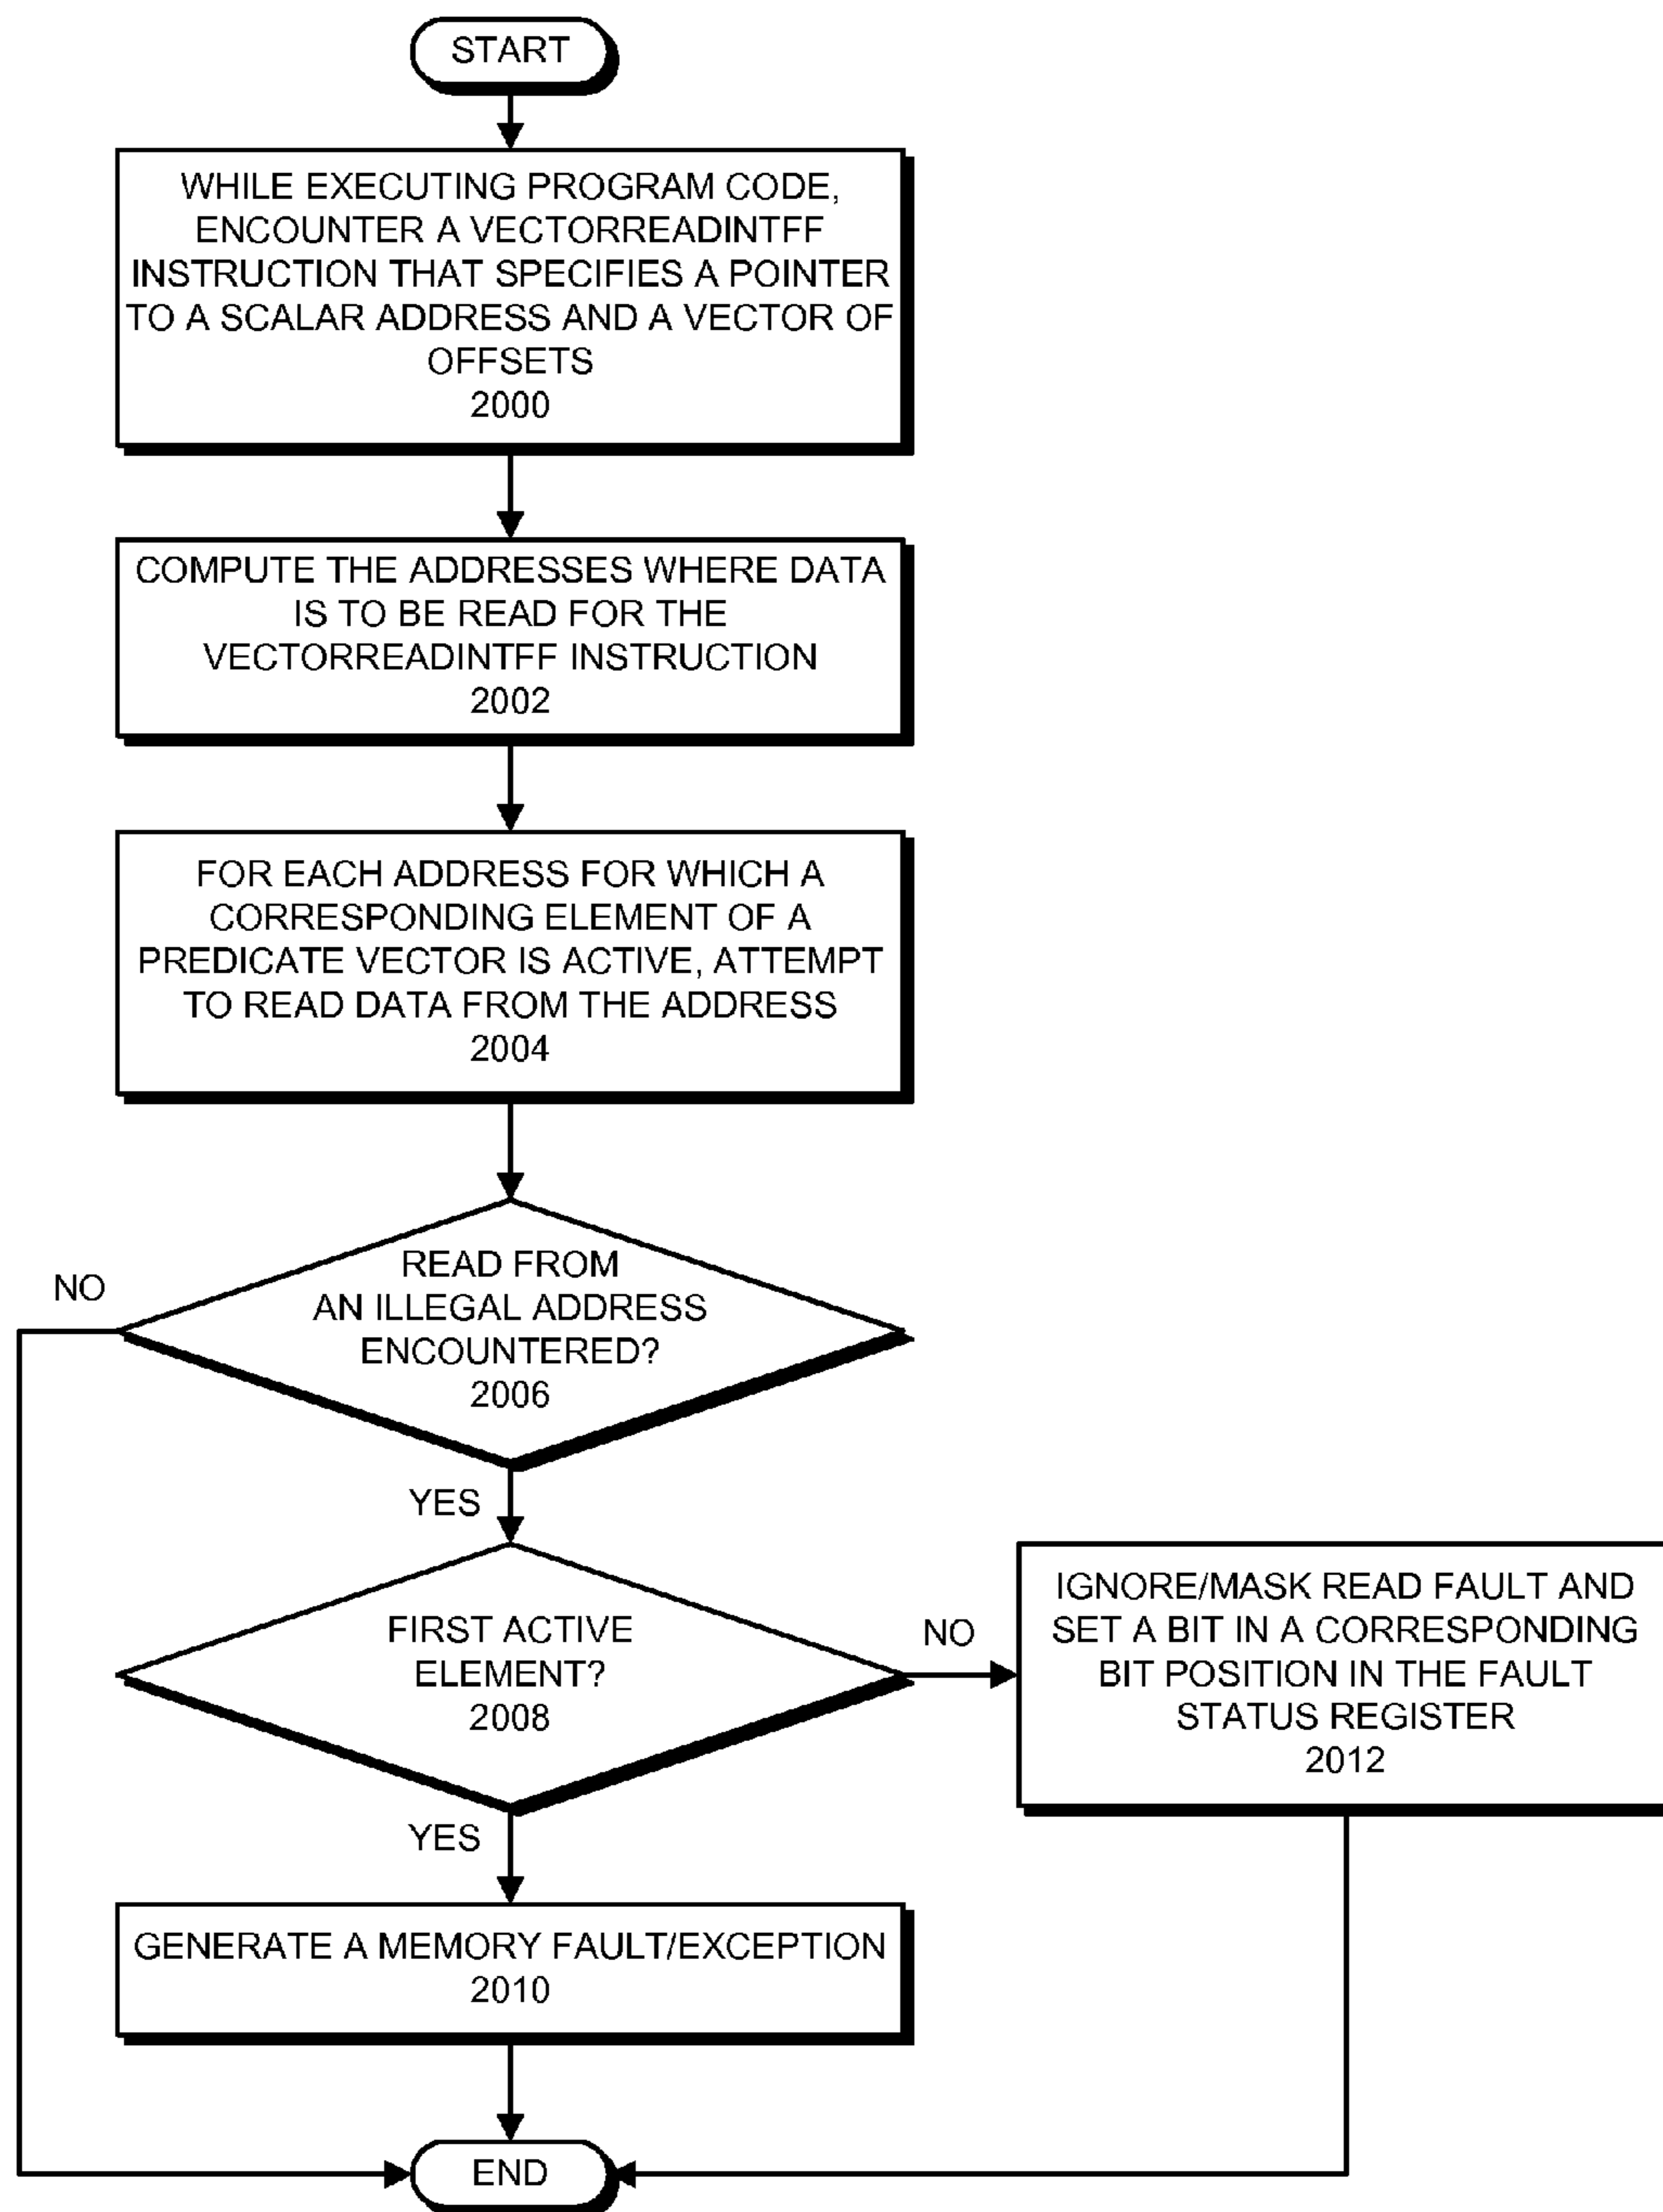 START
WHILE EXECUTING PROGRAM CODE,
ENCOUNTER A VECTORREADINTFF
INSTRUCTION THAT SPECIFIES A POINTER
TO A SCALAR ADDRESS AND A VECTOR OF
OFFSETS
2000
COMPUTE THE ADDRESSES WHERE DATA
IS TO BE READ FOR THE
VECTORREADINTFF INSTRUCTION
2002
FOR EACH ADDRESS FOR WHICH A
CORRESPONDING ELEMENT OF A
PREDICATE VECTOR IS ACTIVE, ATTEMPT
TO READ DATA FROM THE ADDRESS
2004
NO
READ FROM
AN ILLEGAL ADDRESS
ENCOUNTERED?
2006
YES
FIRST ACTIVE
ELEMENT?
2008
NO
IGNORE/MASK READ FAULT AND
SET A BIT IN A CORRESPONDING
BIT POSITION IN THE FAULT
STATUS REGISTER
2012
YES
GENERATE A MEMORY FAULT/EXCEPTION
2010
END